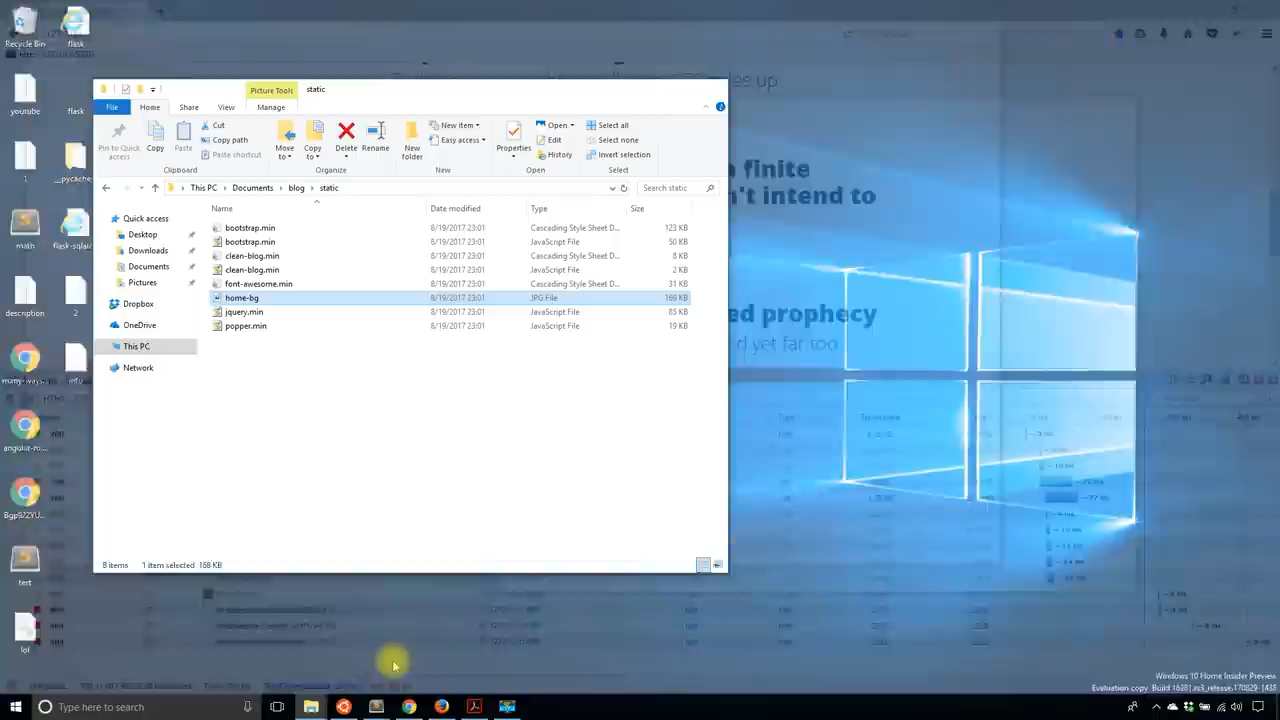 Recycle Bin
flask
youtube
flask
1
__pycache__
math
flask-sqlalc...
description
2
many-ways...
info
angular-ro...
Bgp9ZZYU...
test
lol
Picture Tools
static
File
Home
Share
View
Manage
Pin to Quick access
Copy
Paste
Cut
Copy path
Paste shortcut
Clipboard
Move to
Copy to
Delete
Rename
Organize
New folder
New item
Easy access
New
Properties
Open
Edit
History
Open
Select all
Select none
Invert selection
Select
This PC
Documents
blog
static
Search static
Quick access
Desktop
Downloads
Documents
Pictures
Dropbox
OneDrive
This PC
Network
Name Date modified Type Size
bootstrap.min 8/19/2017 23:01 Cascading Style Sheet D... 123 KB
bootstrap.min 8/19/2017 23:01 JavaScript File 50 KB
clean-blog.min 8/19/2017 23:01 Cascading Style Sheet D... 8 KB
clean-blog.min 8/19/2017 23:01 JavaScript File 2 KB
font-awesome.min 8/19/2017 23:01 Cascading Style Sheet D... 31 KB
home-bg 8/19/2017 23:01 JPG File 169 KB
jquery.min 8/19/2017 23:01 JavaScript File 85 KB
popper.min 8/19/2017 23:01 JavaScript File 19 KB
8 items 1 item selected 168 KB
es up
finite
n't intend to
ed prophecy
d yet far too
Type
Windows 10 Home Insider Preview
Type here to search